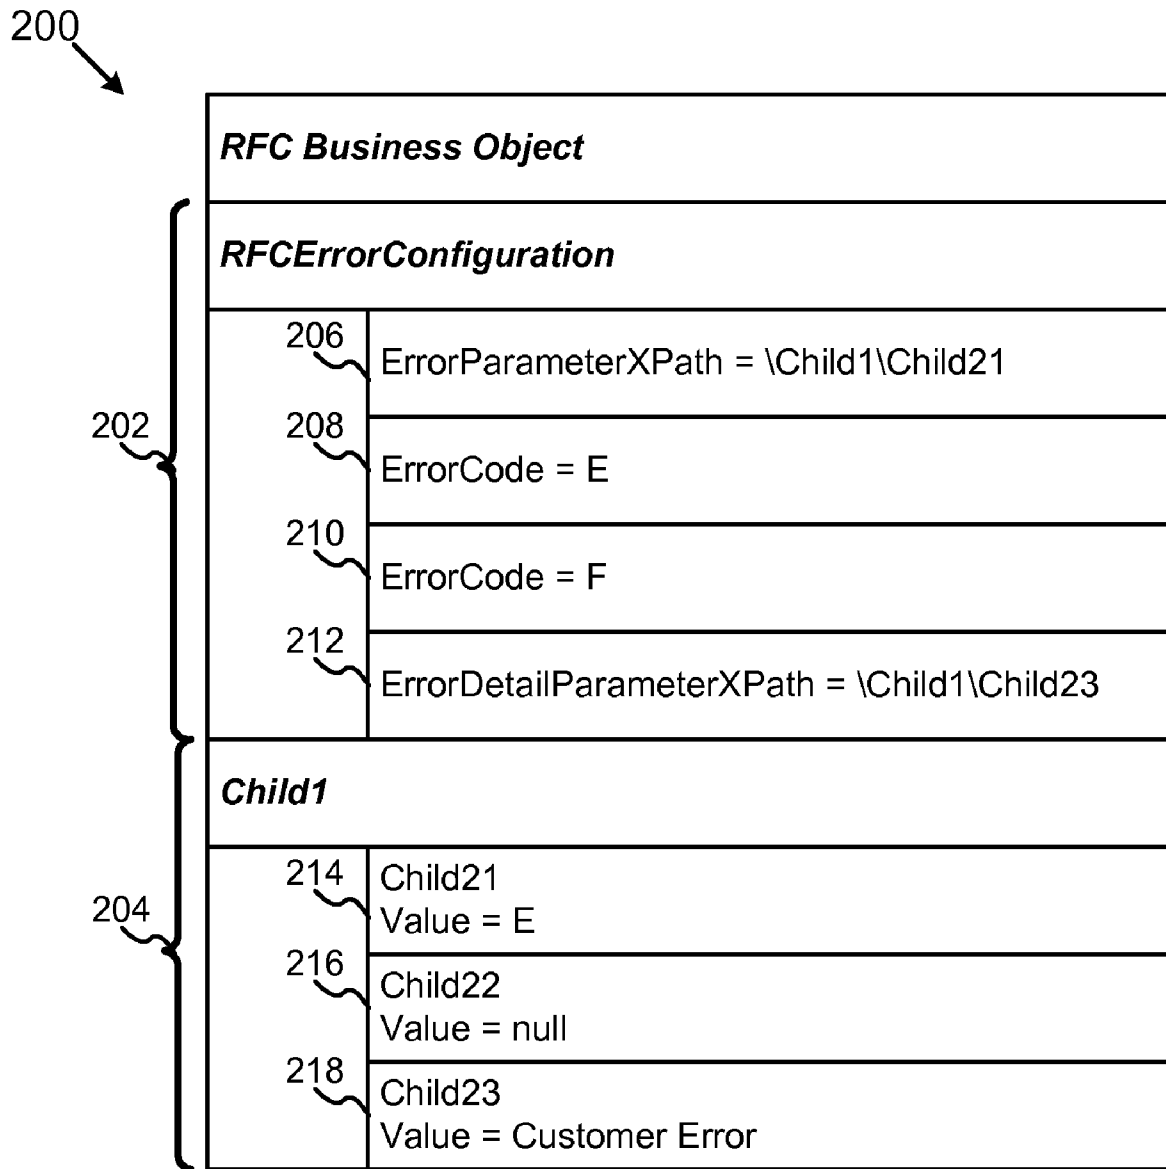 200
RFC Business Object
RFCErrorConfiguration
206
ErrorParameterXPath = \Child1\Child21
202
208
ErrorCode = E
210
ErrorCode = F
212
ErrorDetailParameterXPath = \Child1\Child23
Child1
204
214
Child21
Value = E
216
Child22
Value = null
218
Child23
Value = Customer Error